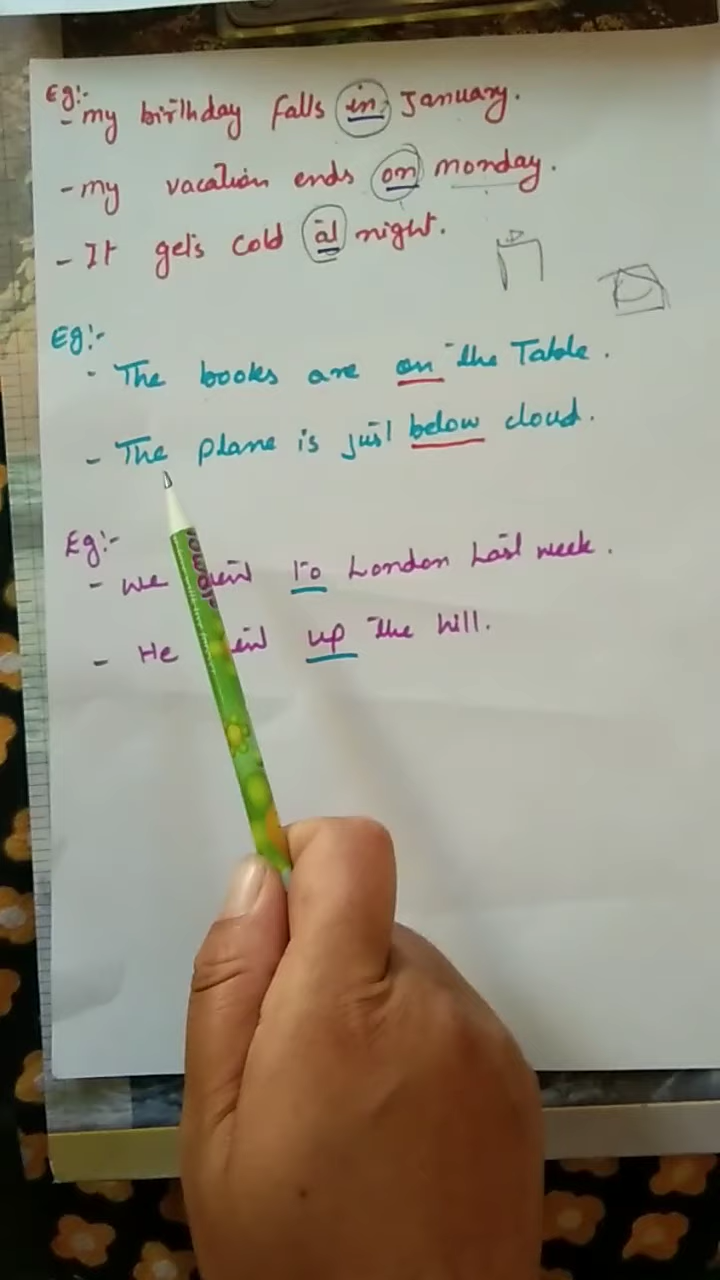 Eg:-
- my birthday falls in January.
- my vacation ends on monday.
- It gets cold at night.
Eg:-
- The books are on the Table.
- The plane is just below cloud.
Eg:-
- We to London Last week.
- He up the hill.